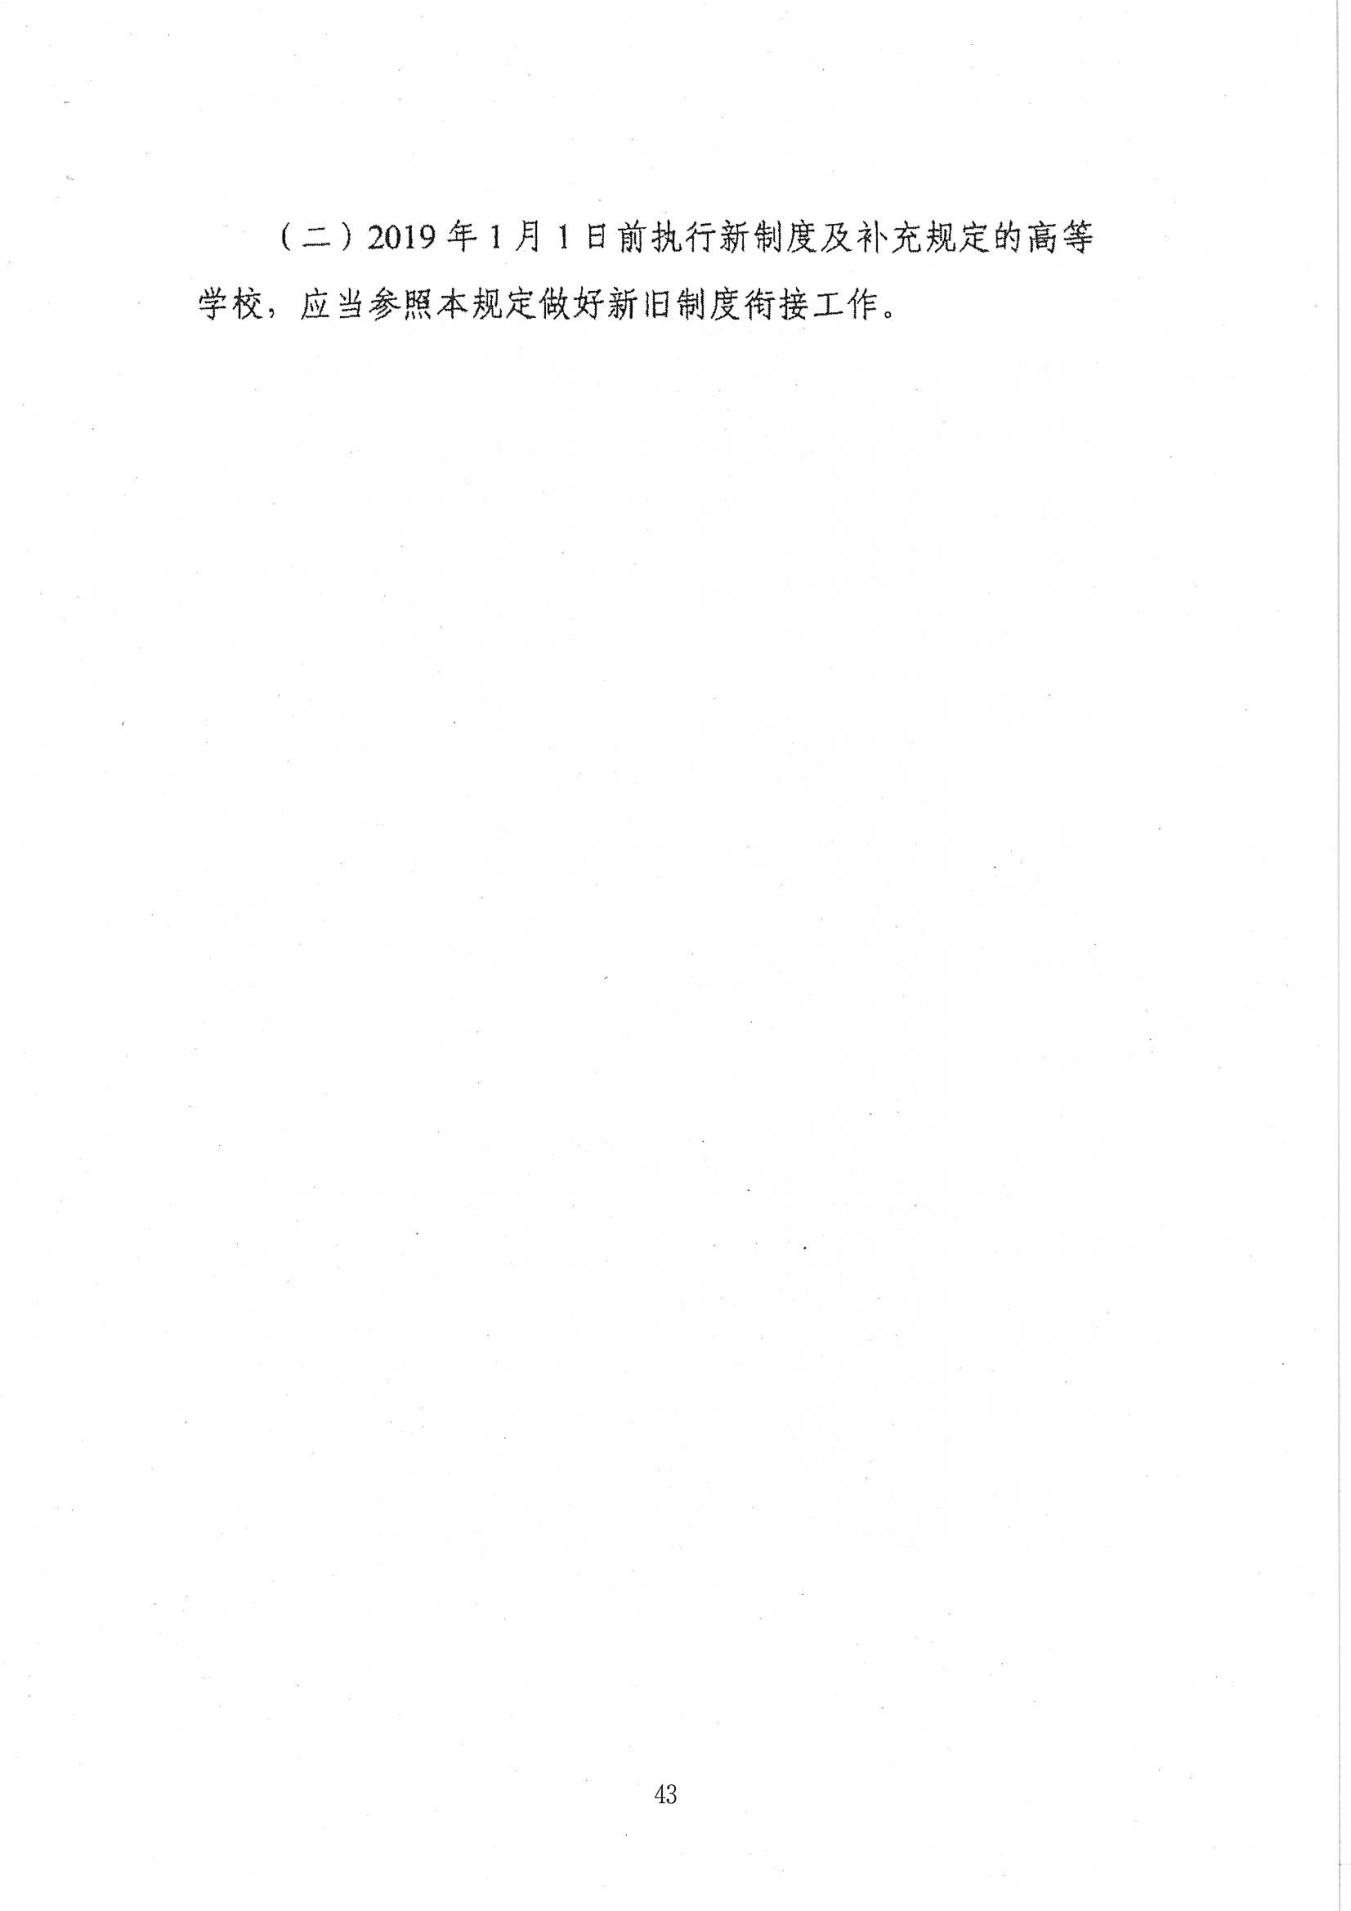 （二）2019 年 1 月 1 日前执行新制度及补充规定的高等
学校，应当参照本规定做好新旧制度衔接工作。
43